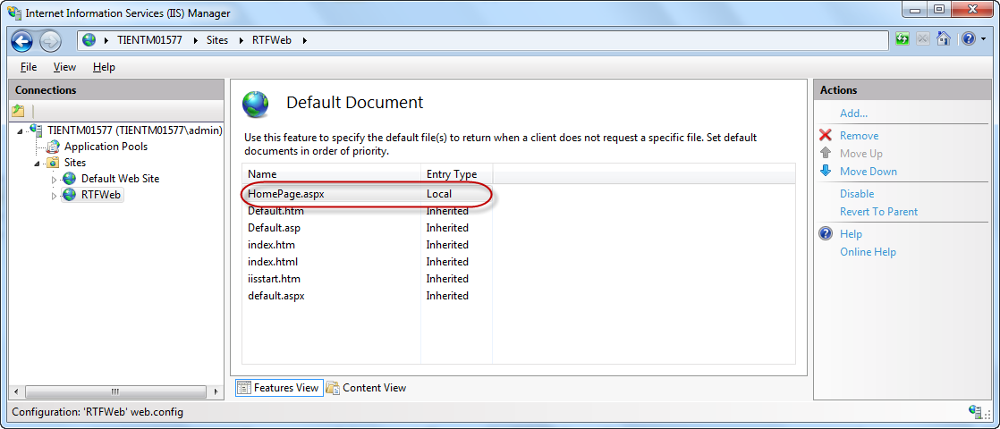 Internet Information Services (IIS) Manager
TIENTM01577 Sites RTFWeb
File View Help
Connections
TIENTM01577 (TIENTM01577\admin)
Application Pools
Sites
Default Web Site
RTFWeb
Default Document
Use this feature to specify the default file(s) to return when a client does not request a specific file. Set default
documents in order of priority.
Name Entry Type
HomePage.aspx Local
Default.htm Inherited
Default.asp Inherited
index.htm Inherited
index.html Inherited
iisstart.htm Inherited
default.aspx Inherited
Features View Content View
Actions
Add...
Remove
Move Up
Move Down
Disable
Revert To Parent
Help
Online Help
Configuration: 'RTFWeb' web.config